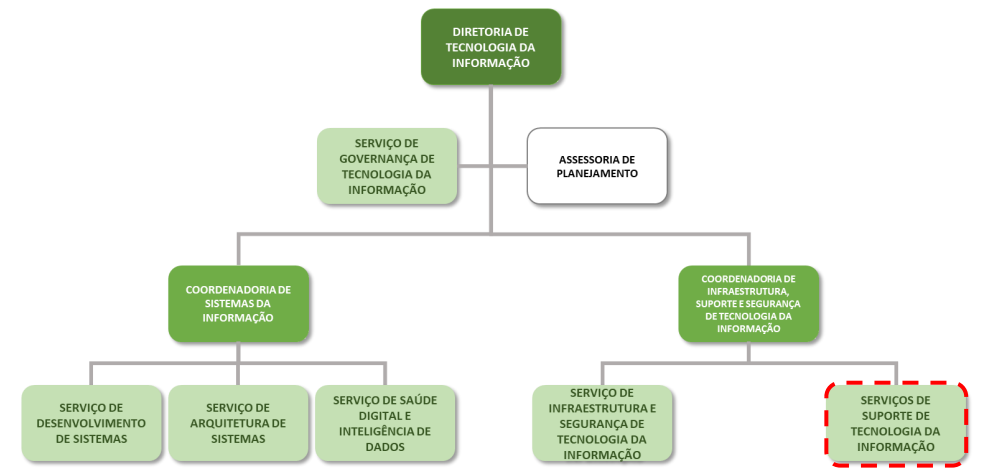 DIRETORIA DE
TECNOLOGIA DA
INFORMAÇÃO
SERVIÇO DE
GOVERNANÇA DE
TECNOLOGIA DA
INFORMAÇÃO
ASSESSORIA DE
PLANEJAMENTO
COORDENADORIA DE
SISTEMAS DA
INFORMAÇÃO
COORDENADORIA DE
INFRAESTRUTURA,
SUPORTE E SEGURANÇA
DE TECNOLOGIA DA
INFORMAÇÃO
SERVIÇO DE
DESENVOLVIMENTO
DE SISTEMAS
SERVIÇO DE
ARQUITETURA DE
SISTEMAS
SERVIÇO DE SAÚDE
DIGITAL E
INTELIGÊNCIA DE
DADOS
SERVIÇO DE
INFRAESTRUTURA E
SEGURANÇA DE
TECNOLOGIA DA
INFORMAÇÃO
SERVIÇOS DE
SUPORTE DE
TECNOLOGIA DA
INFORMAÇÃO